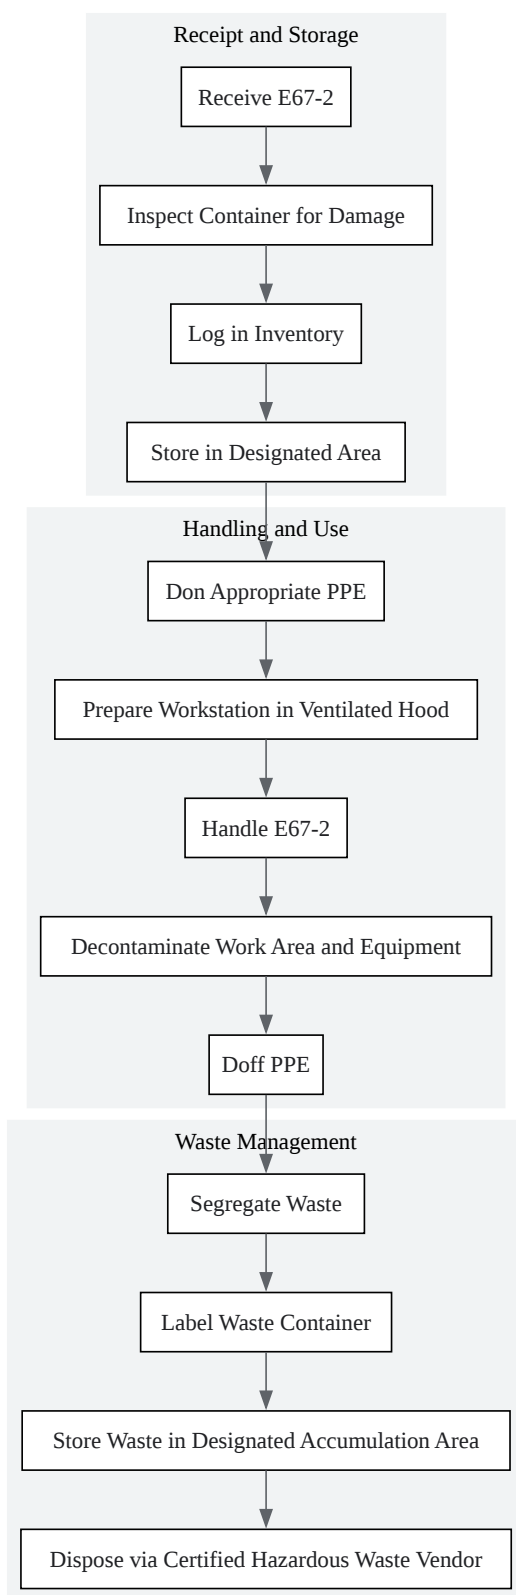 Receipt and Storage
Receive E67-2
Inspect Container for Damage
Log in Inventory
Store in Designated Area
Handling and Use
Don Appropriate PPE
Prepare Workstation in Ventilated Hood
Handle E67-2
Decontaminate Work Area and Equipment
Doff PPE
Waste Management
Segregate Waste
Label Waste Container
Store Waste in Designated Accumulation Area
Dispose via Certified Hazardous Waste Vendor